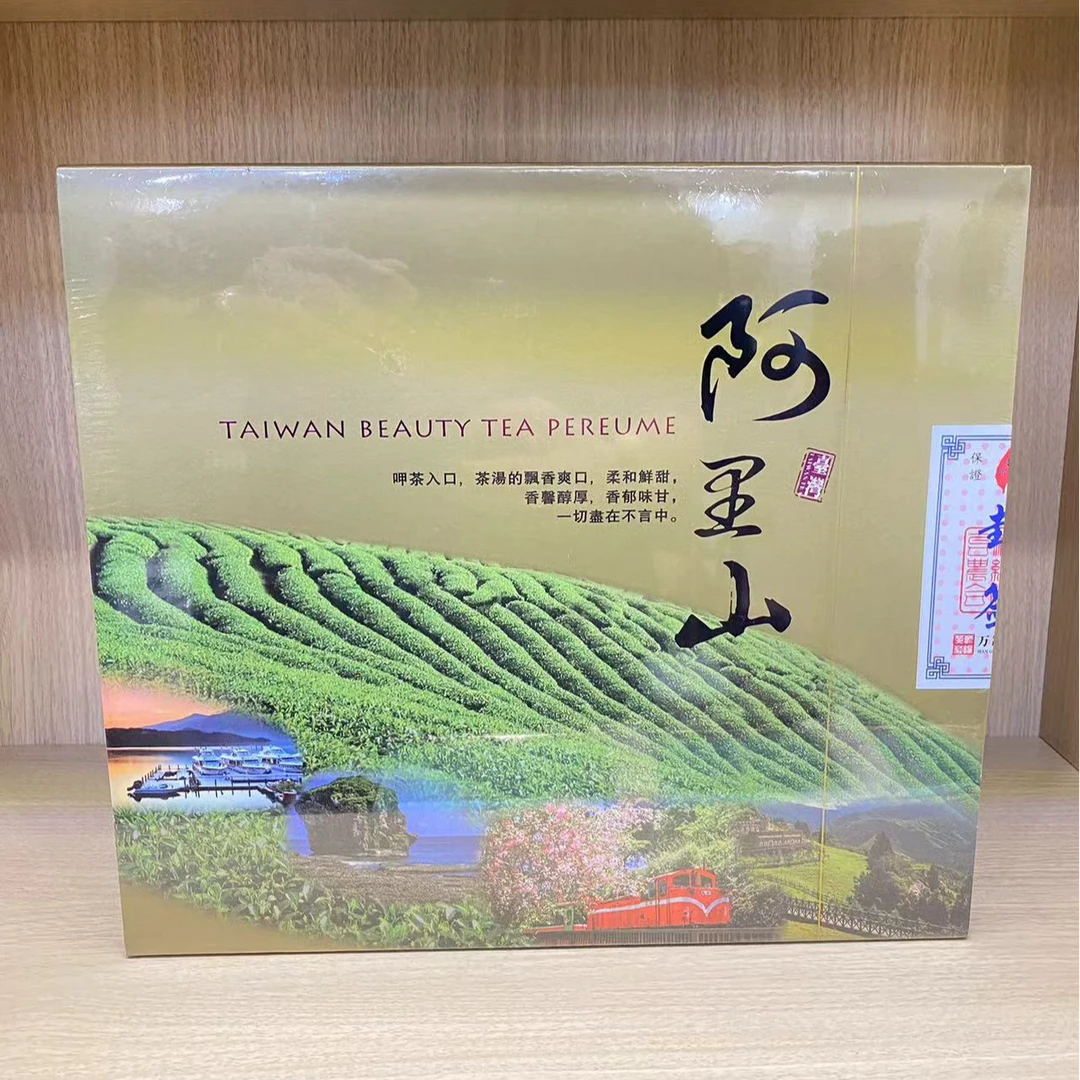 阿里山
臺灣
TAIWAN BEAUTY TEA PEREUME
呷茶入口，茶湯的飄香爽口，柔和鮮甜，
香馨醇厚，香郁味甘，
一切盡在不言中。
保證